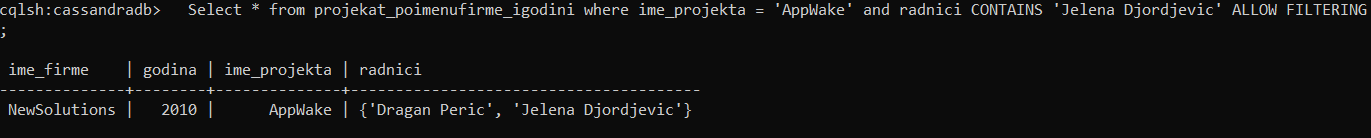 cqlsh:cassandradb>   Select * from projekat_poimenufirme_igodini where ime_projekta = 'AppWake' and radnici CONTAINS 'Jelena Djordjevic' ALLOW FILTERING
;
 ime_firme    | godina | ime_projekta | radnici
--------------+--------+--------------+--------------------------------------
 NewSolutions |   2010 |      AppWake | {'Dragan Peric', 'Jelena Djordjevic'}